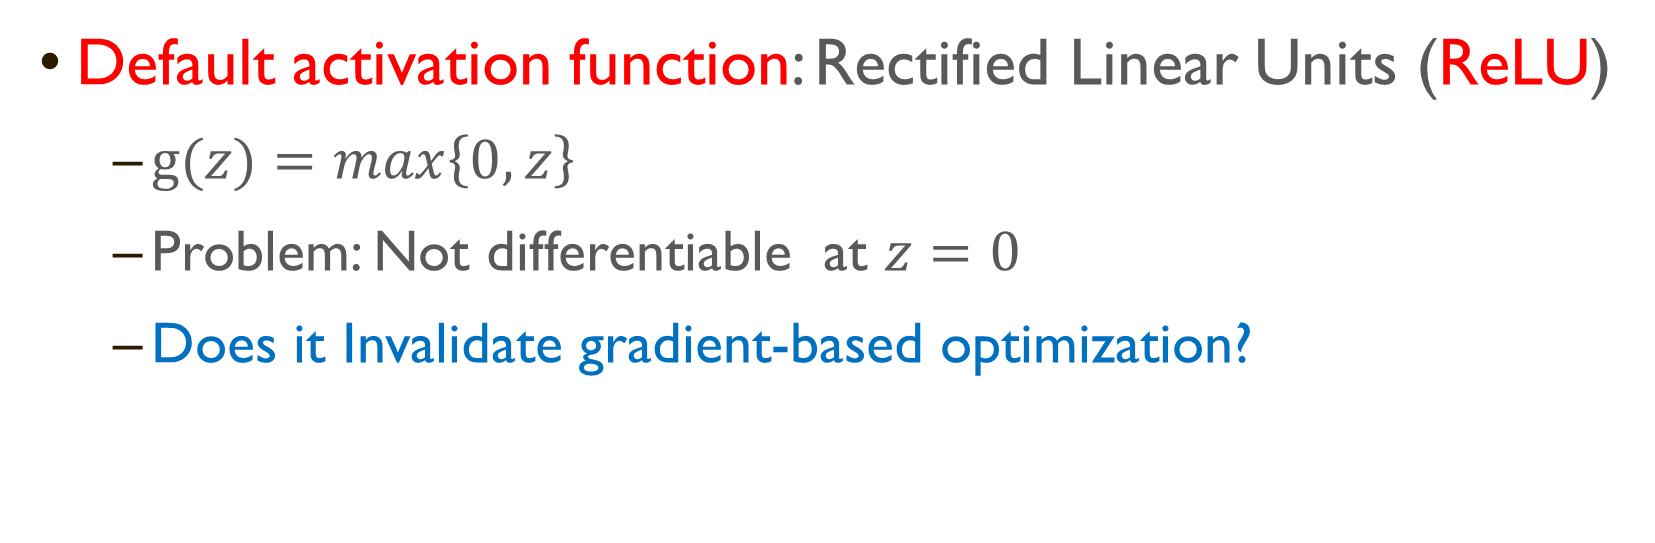 • Default activation function: Rectified Linear Units (ReLU)
– g(z) = max{0, z}
– Problem: Not differentiable at z = 0
– Does it Invalidate gradient-based optimization?